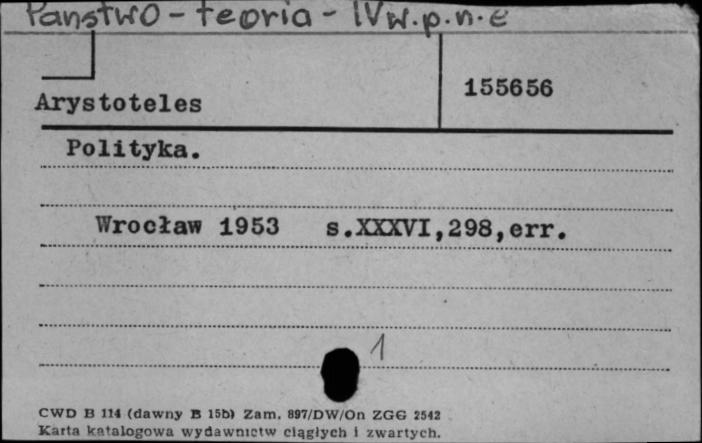 Państwo - teoria - IV w. p. n. e
155656
Arystoteles
Polityka.
Wrocław 1953 s.XXXVI,298,err.
1
CWD B 114 (dawny B 15b) Zam. 897/DW/On ZGG 2542
Karta katalogowa wydawnictw ciągłych i zwartych.